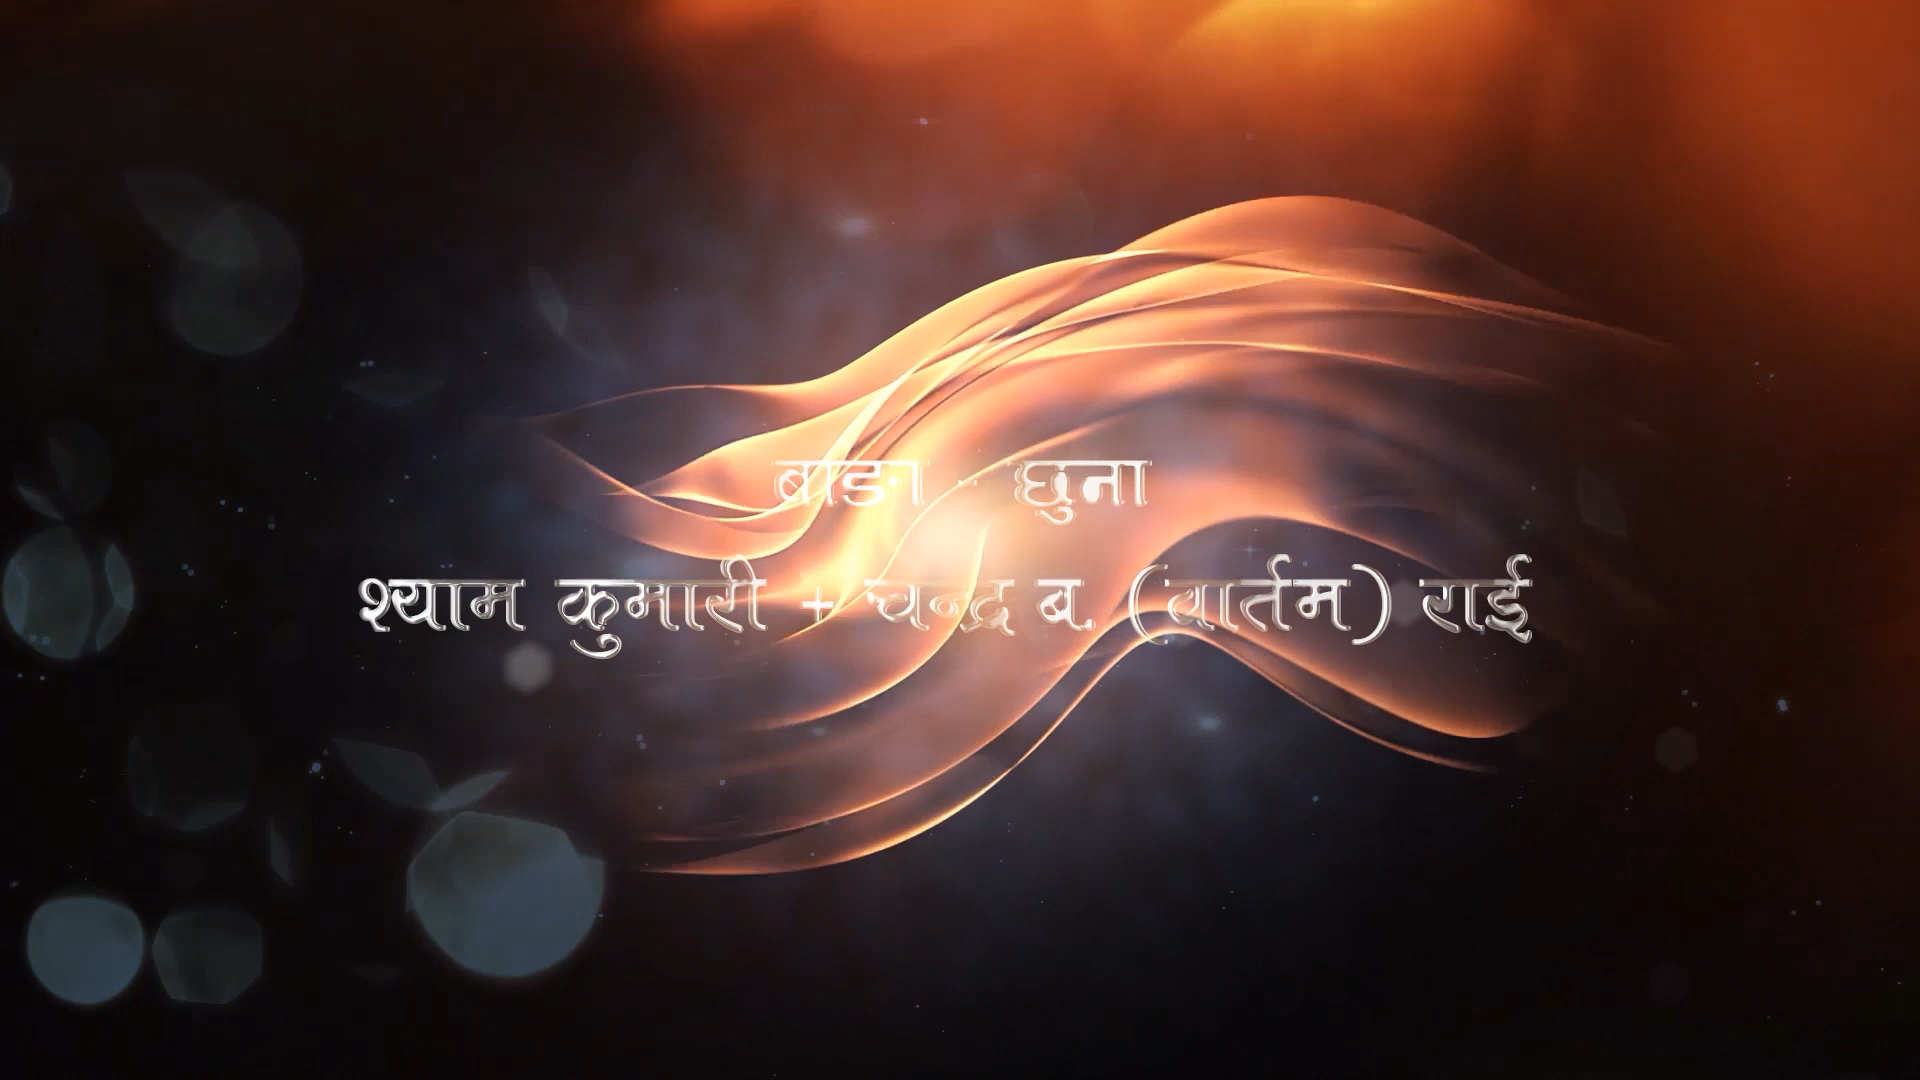 बाङा - छुना
श्याम कुमारी + चन्द्र ब. (वार्तम) राई